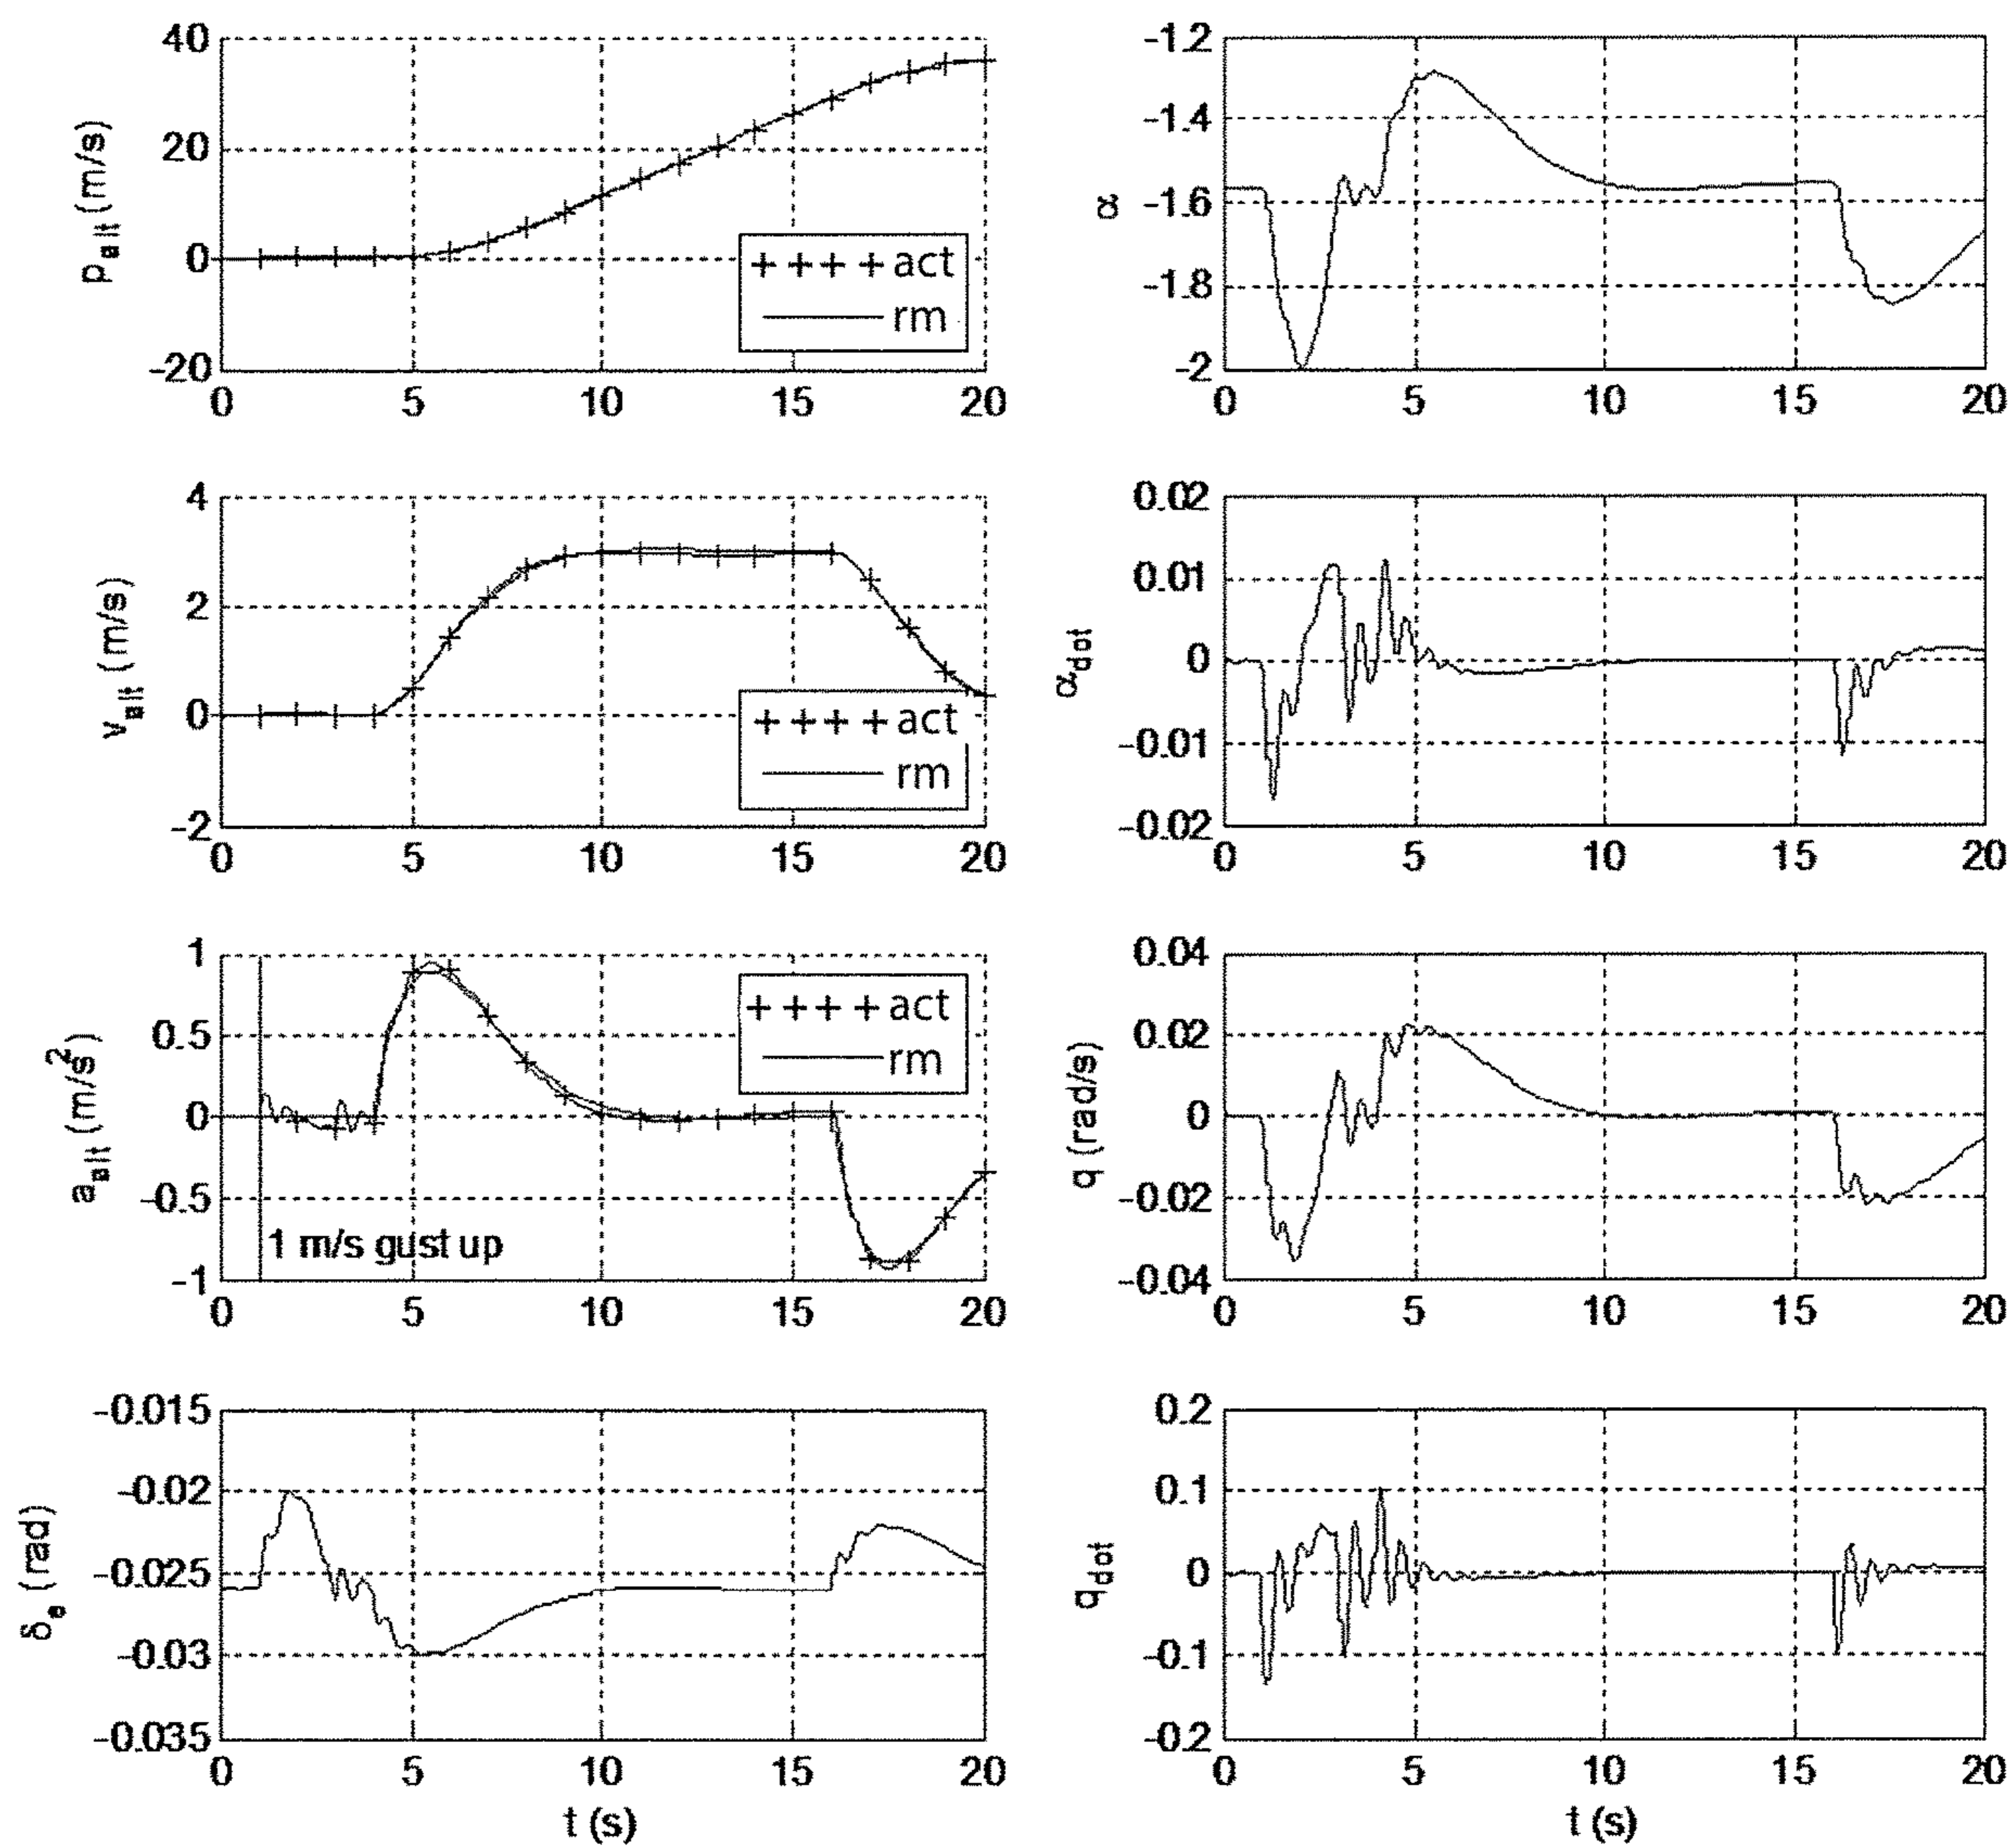 40
20
0
-20
p_alt (m/s)
++++act
rm
0 5 10 15 20
-1.2
-1.4
-1.6
-1.8
-2
α
0 5 10 15 20
4
2
0
-2
v_alt (m/s)
++++act
rm
0 5 10 15 20
0.02
0.01
0
-0.01
-0.02
α_dot
0 5 10 15 20
1
0.5
0
-0.5
-1
a_alt (m/s²)
++++act
rm
1 m/s gust up
0 5 10 15 20
0.04
0.02
0
-0.02
-0.04
q (rad/s)
0 5 10 15 20
-0.015
-0.02
-0.025
-0.03
-0.035
δ_e (rad)
0 5 10 15 20
t (s)
0.2
0.1
0
-0.1
-0.2
q_dot
0 5 10 15 20
t (s)